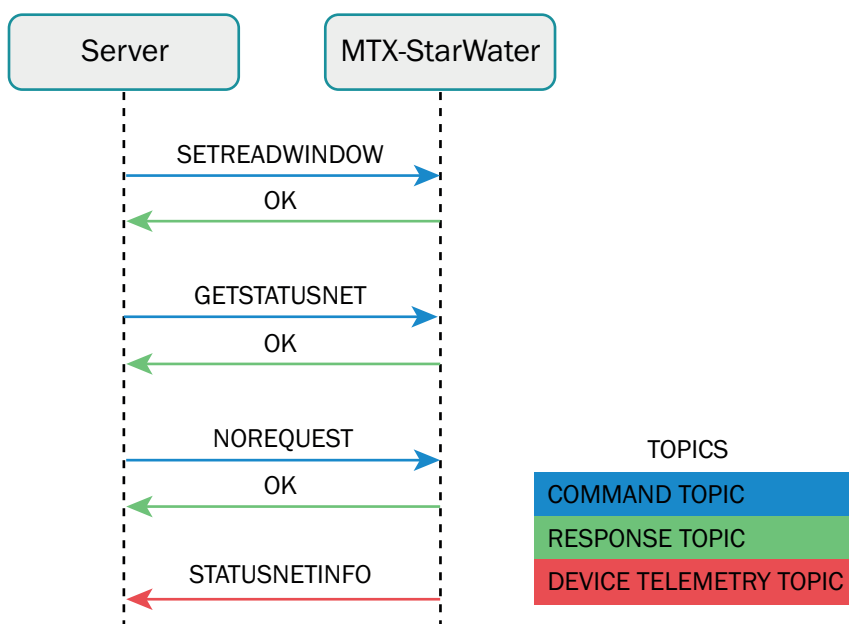 Server
MTX-StarWater
SETREADWINDOW
OK
GETSTATUSNET
OK
NOREQUEST
OK
STATUSNETINFO
TOPICS
COMMAND TOPIC
RESPONSE TOPIC
DEVICE TELEMETRY TOPIC